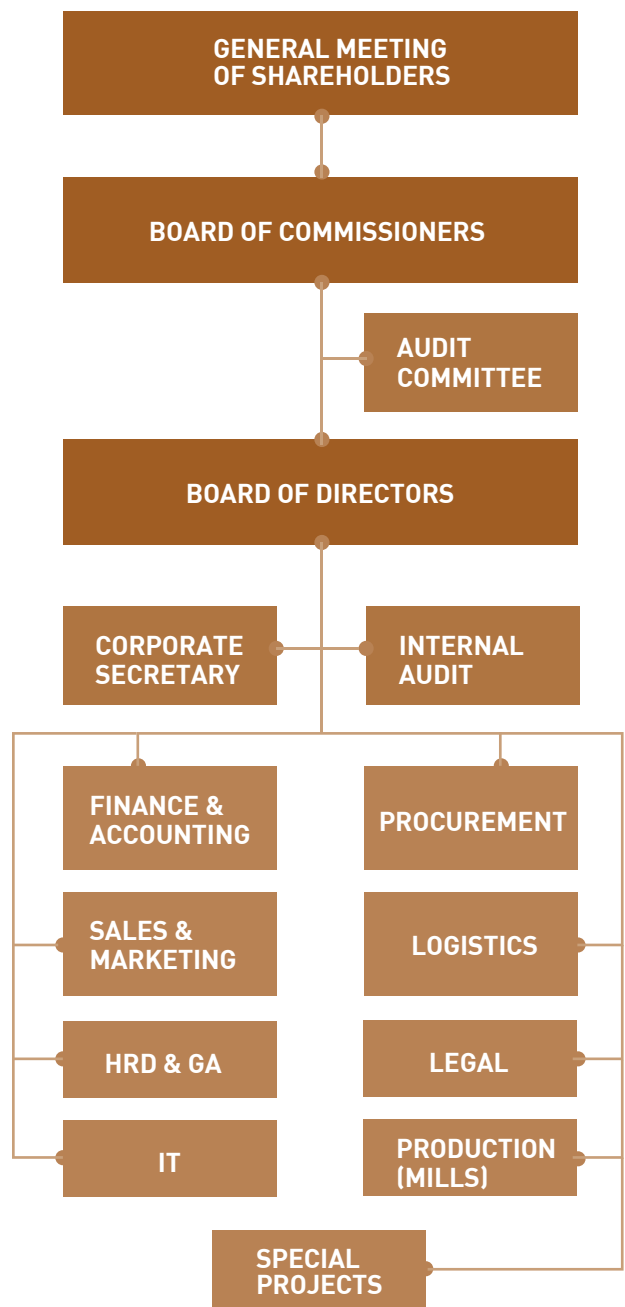 GENERAL MEETING
OF SHAREHOLDERS
BOARD OF COMMISSIONERS
AUDIT
COMMITTEE
BOARD OF DIRECTORS
CORPORATE
SECRETARY
INTERNAL
AUDIT
FINANCE &
ACCOUNTING
PROCUREMENT
SALES &
MARKETING
LOGISTICS
HRD & GA
LEGAL
IT
PRODUCTION
(MILLS)
SPECIAL
PROJECTS